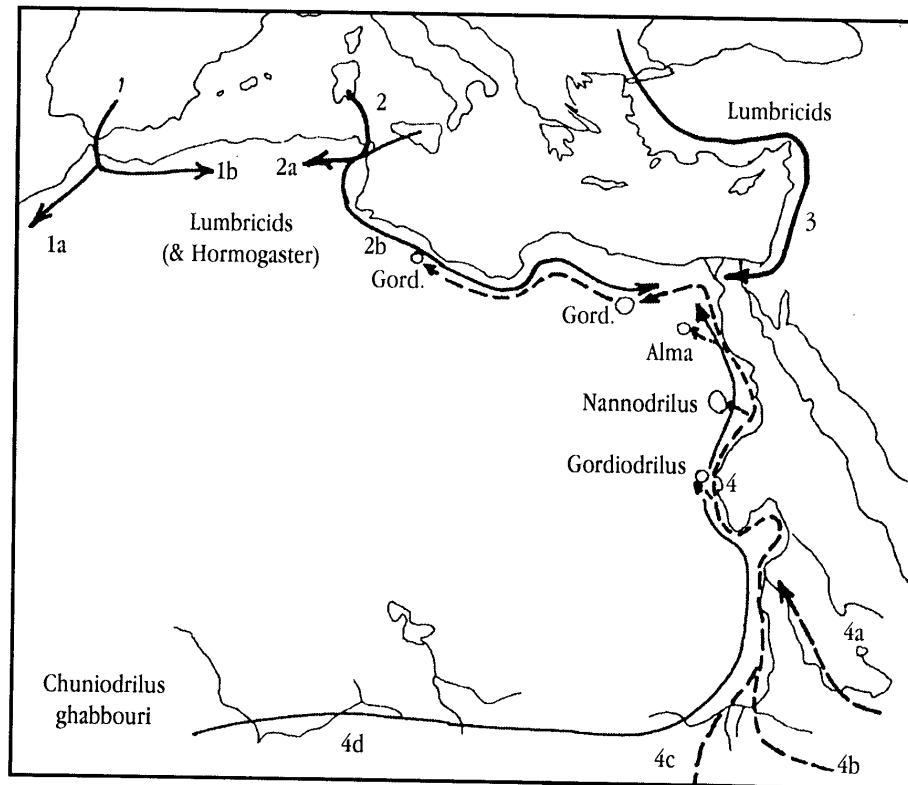 1
2
Lumbricids
1b
2a
1a
Lumbricids
(& Hormogaster)
2b
3
Gord.
Gord.
Alma
Nannodrilus
Gordiodrilus
4
4a
Chuniodrilus
ghabbouri
4d
4c
4b